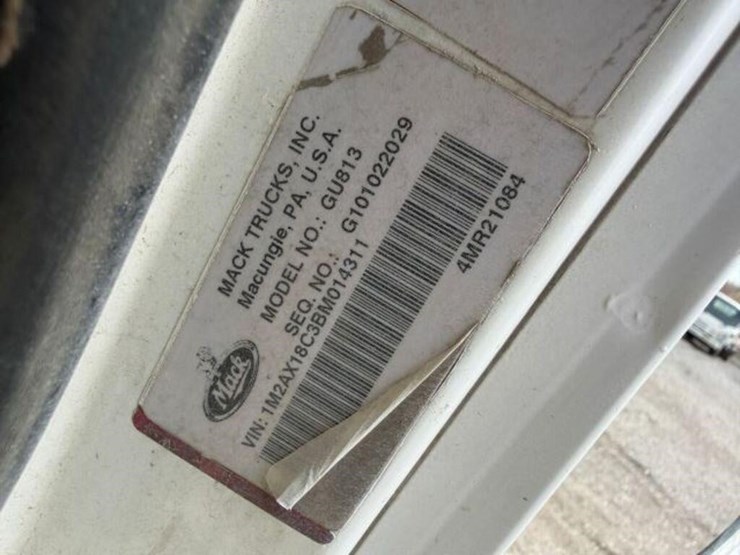 MACK TRUCKS, INC.
Macungie, PA, U.S.A.
MODEL NO.: GU813
SEQ. NO.: G101022029
Mack
VIN: 1M2AX18C3BM014311
4MR21084